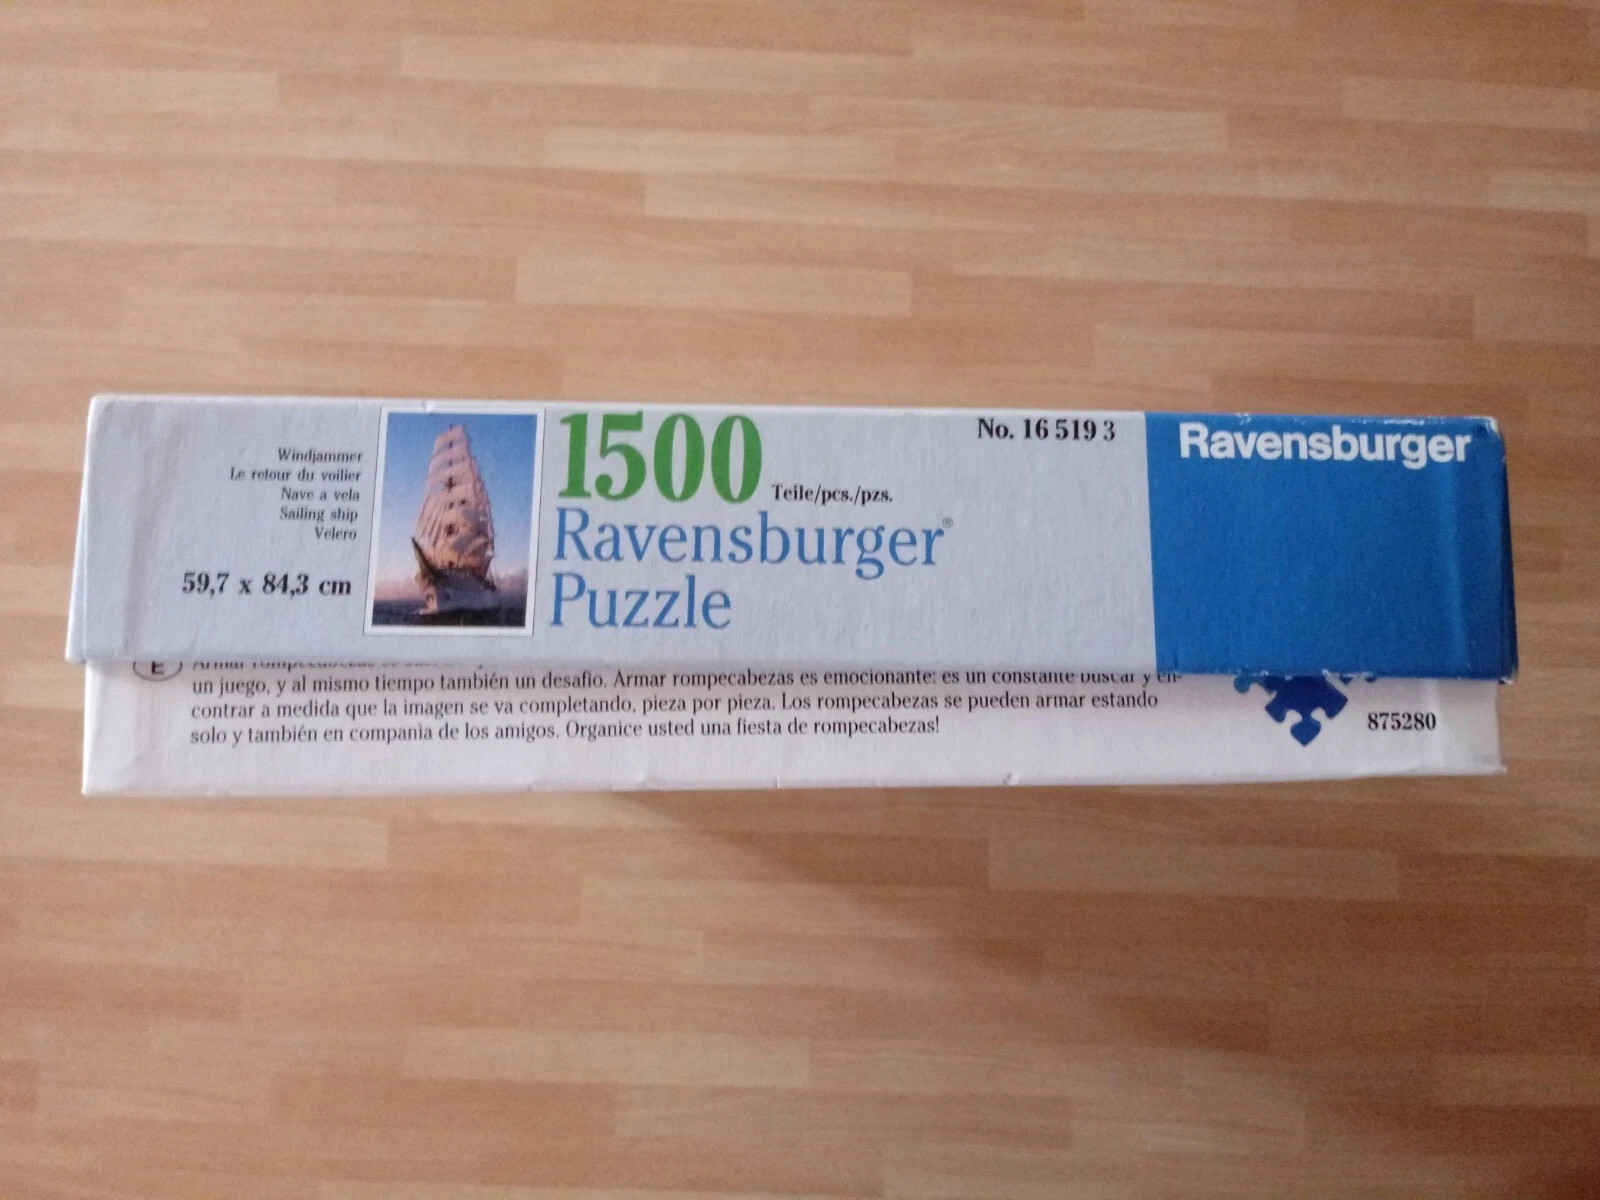 Windjammer
Le retour du voilier
Nave a vela
Sailing ship
Velero
59,7 x 84,3 cm
1500 Teile/pcs./pzs.
Ravensburger®
Puzzle
No. 16 519 3
Ravensburger®
E
Armar rompecabezas
un juego, y al mismo tiempo también un desafio. Armar rompecabezas es emocionante: es un constante buscar y en-
contrar a medida que la imagen se va completando, pieza por pieza. Los rompecabezas se pueden armar estando
solo y también en compania de los amigos. Organice usted una fiesta de rompecabezas!
875280